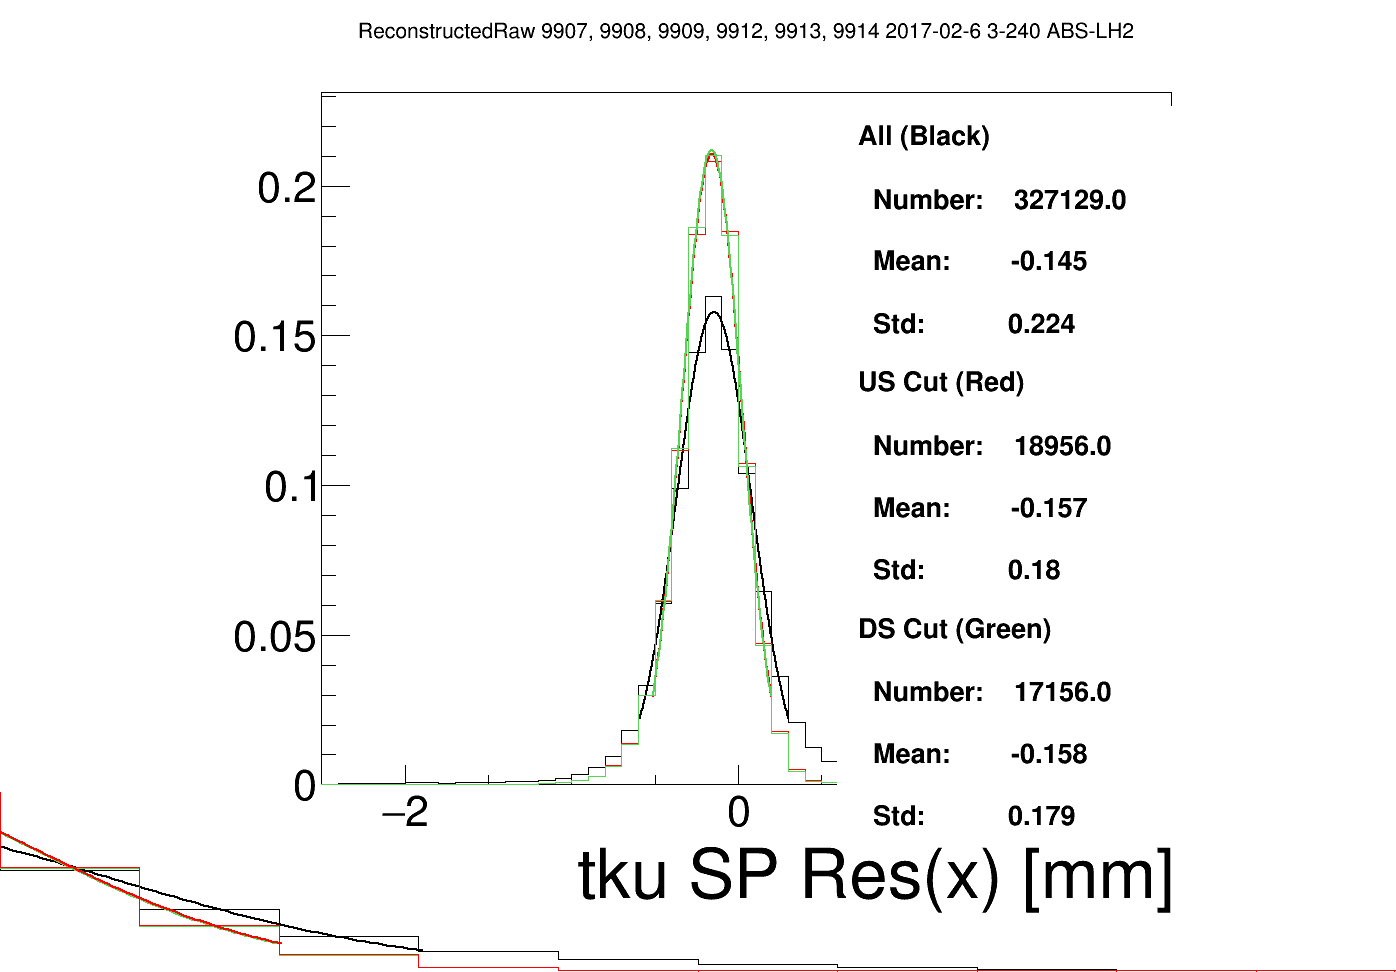 ReconstructedRaw 9907, 9908, 9909, 9912, 9913, 9914 2017-02-6 3-240 ABS-LH2
All (Black)
Number: 327129.0
Mean: -0.145
Std: 0.224
US Cut (Red)
Number: 18956.0
Mean: -0.157
Std: 0.18
DS Cut (Green)
Number: 17156.0
Mean: -0.158
Std: 0.179
0.2
0.15
0.1
0.05
0
−2 0
tku SP Res(x) [mm]